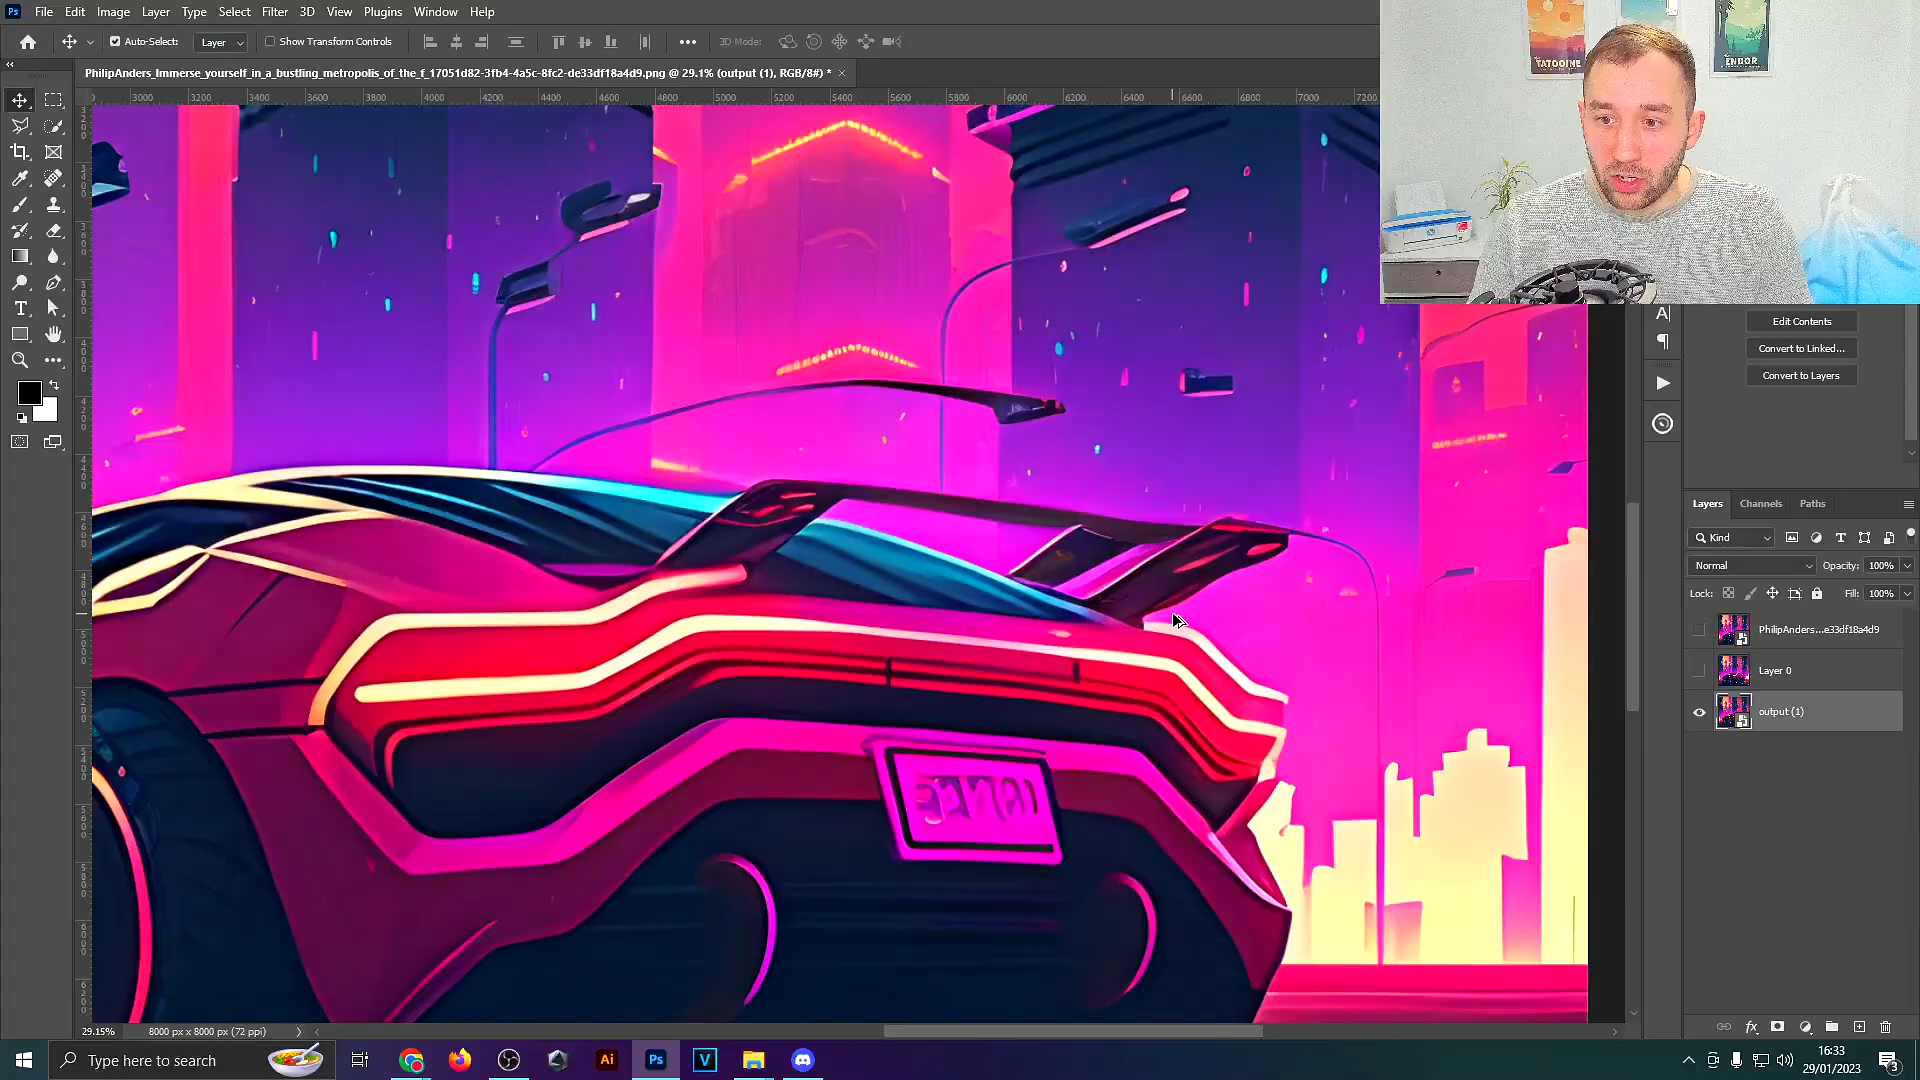 File Edit Image Layer Type Select Filter 3D View Plugins Window Help
Auto-Select: Layer Show Transform Controls 3D Mode:
PhilipAnders_Immerse_yourself_in_a_bustling_metropolis_of_the_f_17051d82-3fb4-4a5c-8fc2-de33df18a4d9.png @ 29.1% (output (1), RGB/8#) *
3000 3200 3400 3600 3800 4000 4200 4400 4600 4800 5000 5200 5400 5600 5800 6000 6200 6400 6600 6800 7000 7200
TATOOINE
ENDOR
Edit Contents
Convert to Linked...
Convert to Layers
Layers Channels Paths
Kind
Normal Opacity: 100%
Lock: Fill: 100%
PhilipAnders...e33df18a4d9
Layer 0
output (1)
29.15% 8000 px x 8000 px (72 ppi)
Type here to search
Ai Ps V
16:33
29/01/2023
3